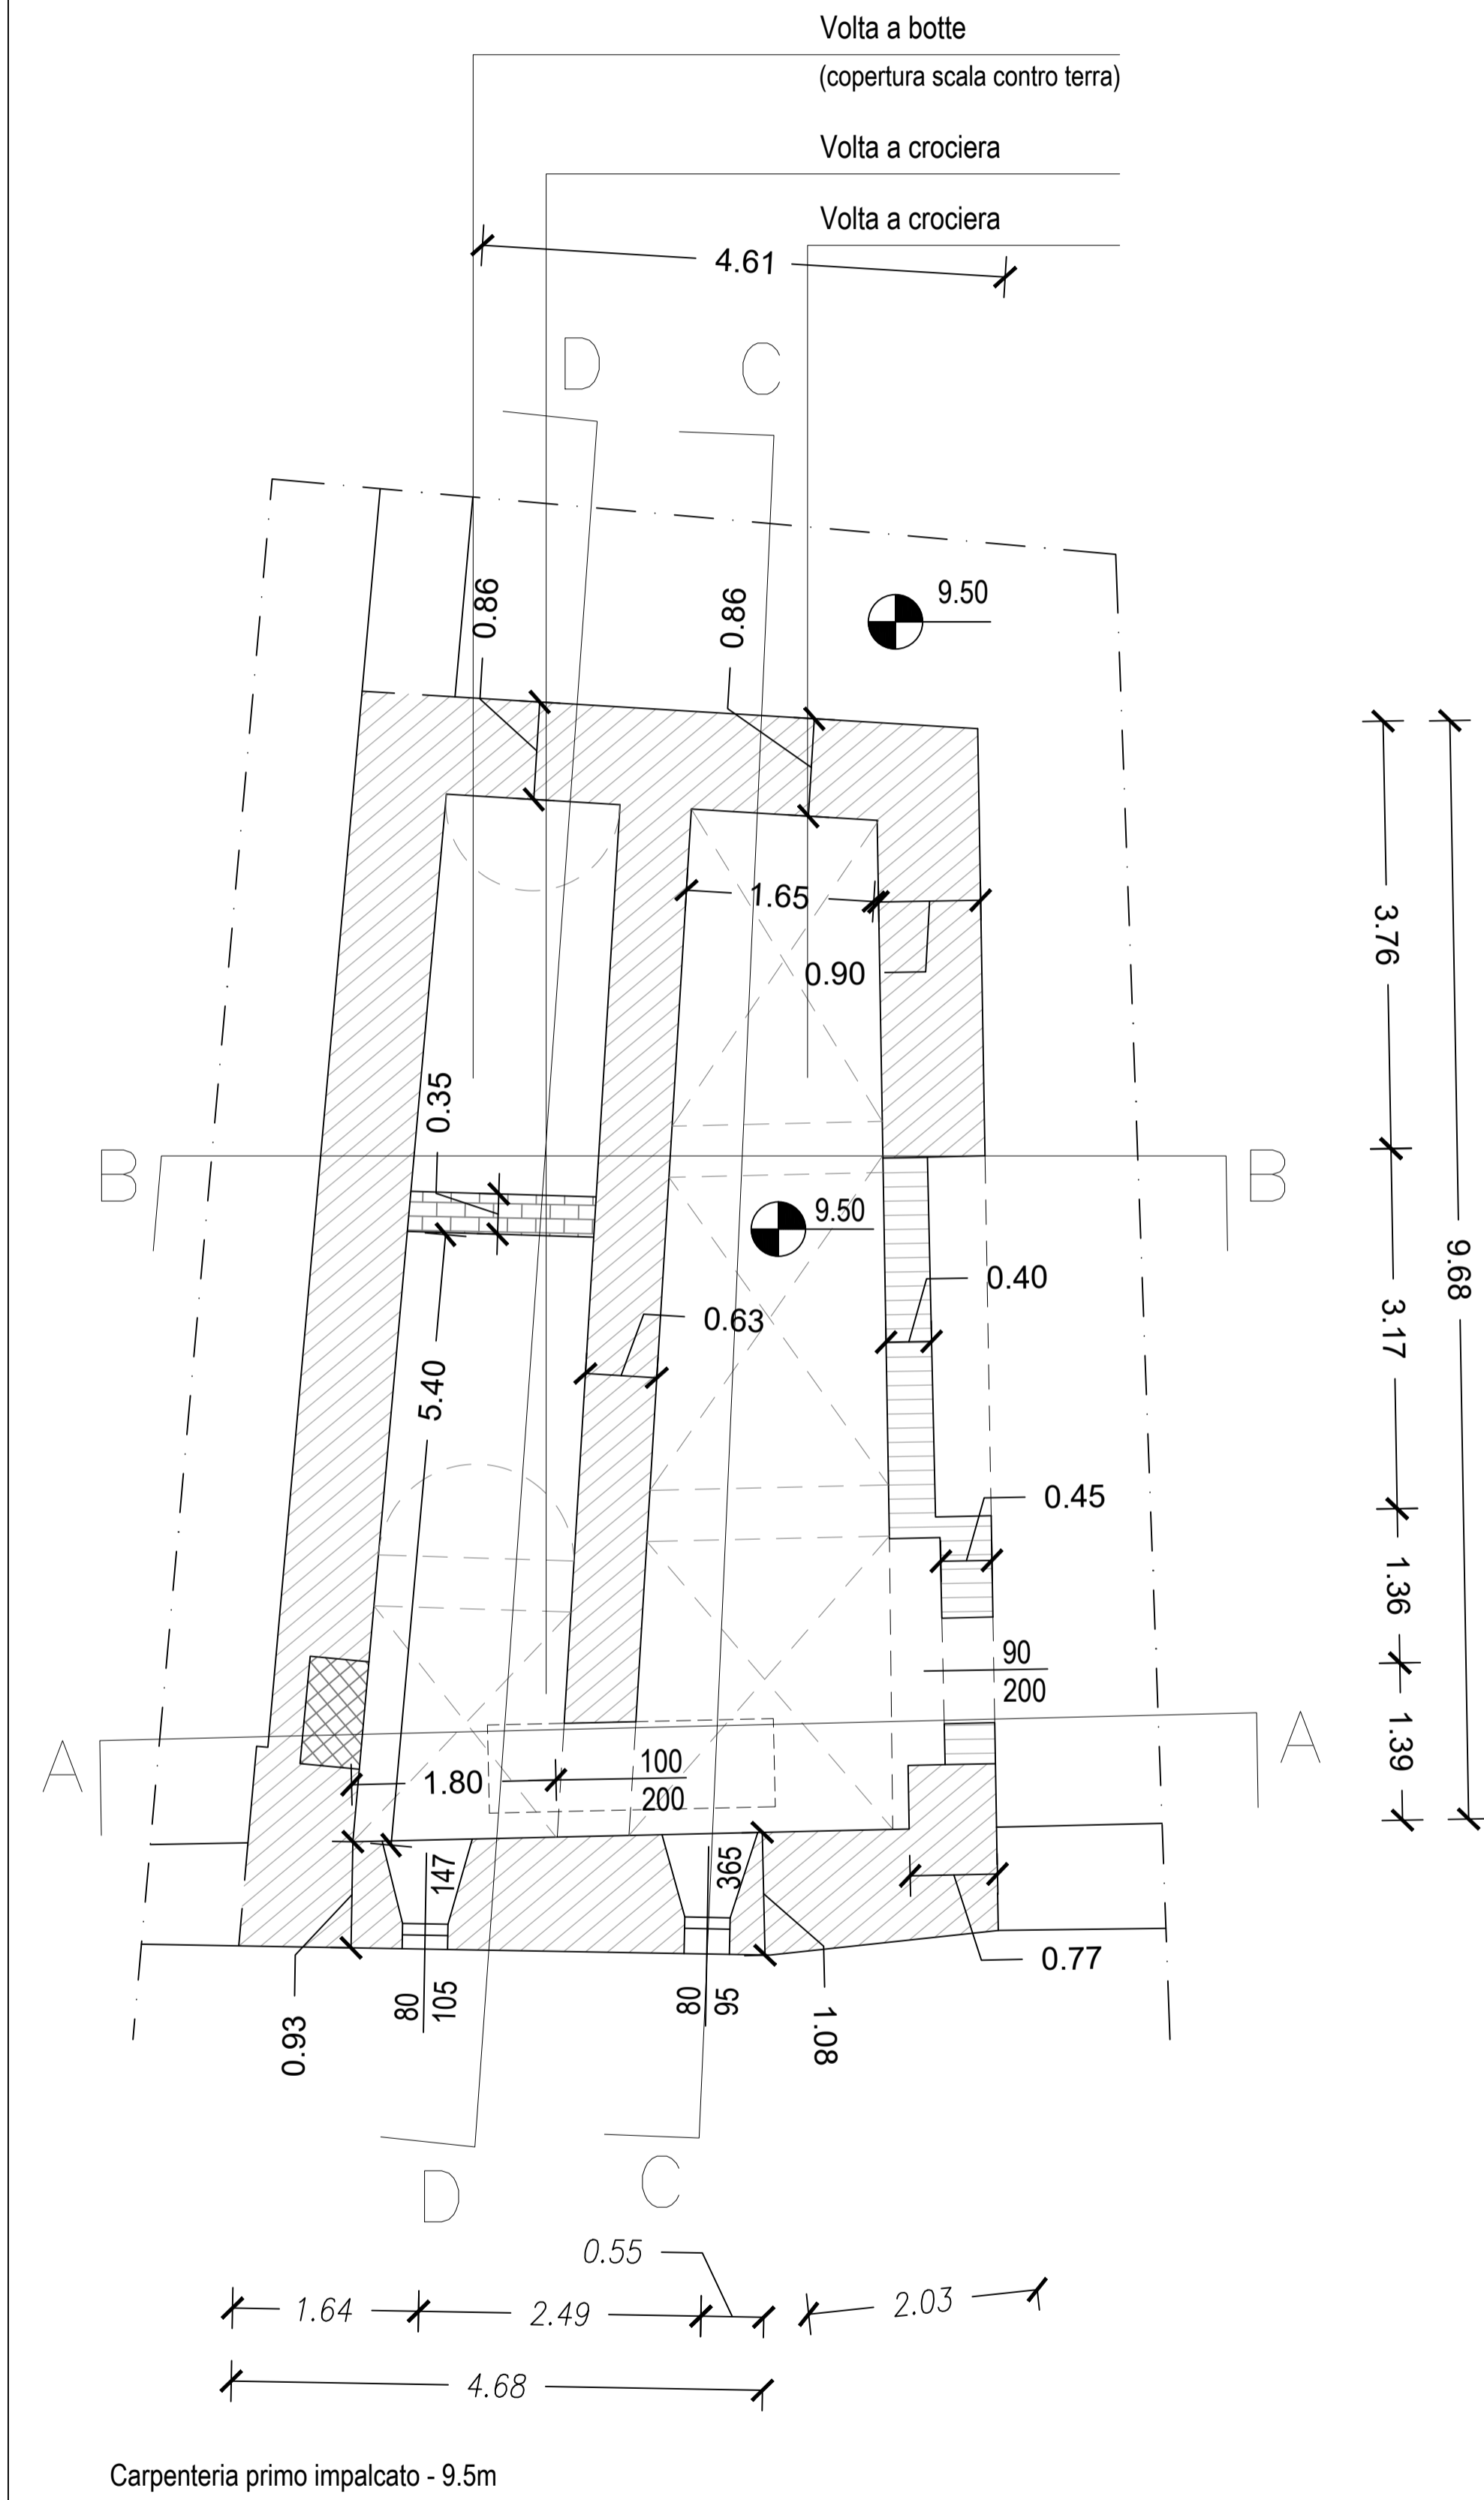 Volta a botte
(copertura scala contro terra)
Volta a crociera
Volta a crociera
4.61
D
C
0.86
0.86
9.50
1.65
0.90
3.76
0.35
B
B
9.50
9.68
0.40
0.63
3.17
5.40
0.45
1.36
90
200
A
A
1.39
100
200
1.80
147
365
0.77
80
105
80
95
0.93
1.08
D
C
0.55
1.64
2.49
2.03
4.68
Carpenteria primo impalcato - 9.5m